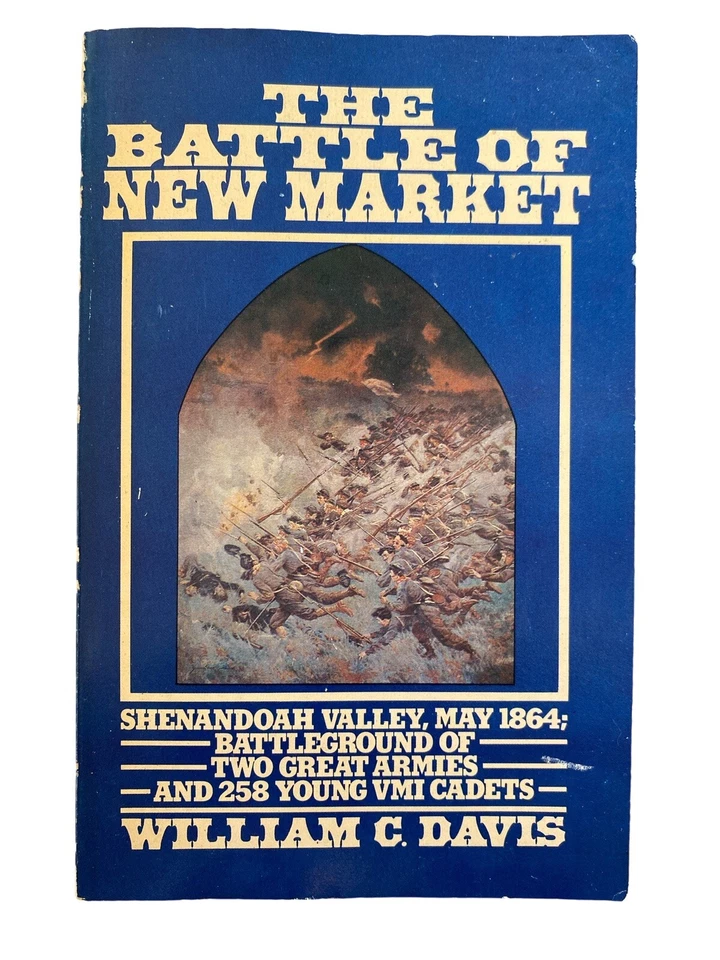 THE
BATTLE OF
NEW MARKET
SHENANDOAH VALLEY, MAY 1864;
BATTLEGROUND OF
TWO GREAT ARMIES
AND 258 YOUNG VMI CADETS
WILLIAM C. DAVIS